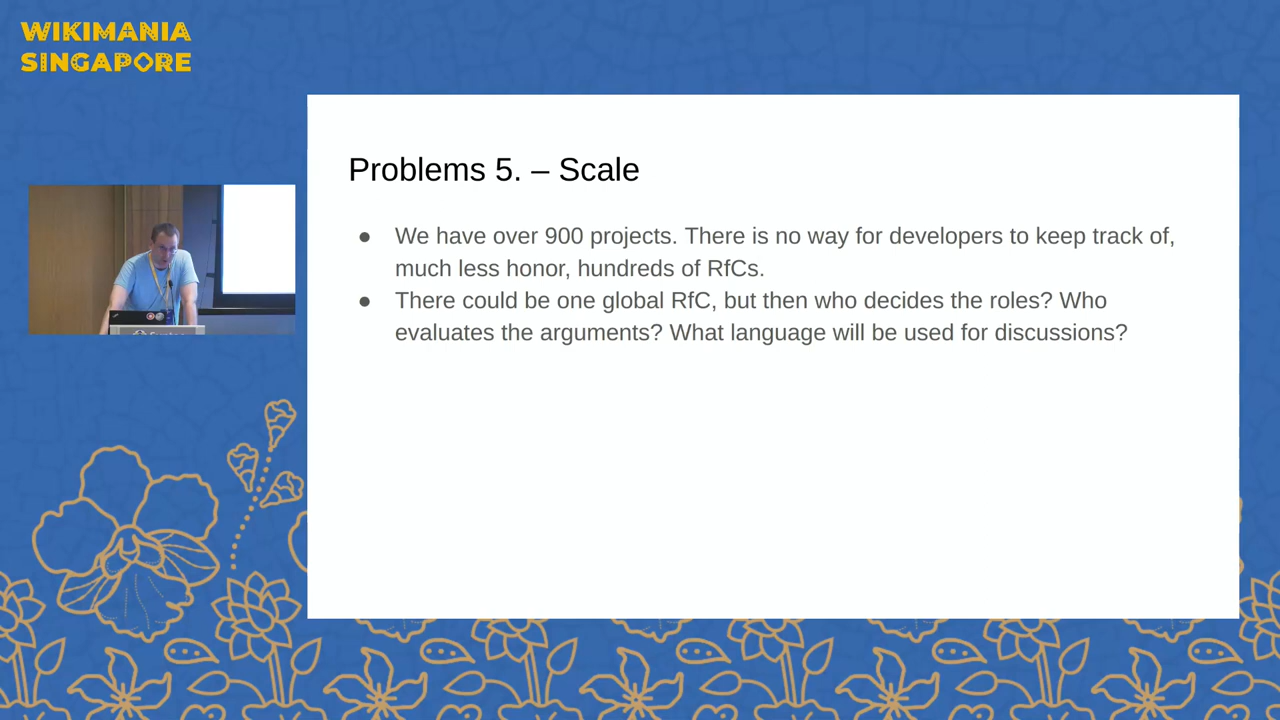 WIKIMANIA
SINGAPORE
Problems 5. – Scale
● We have over 900 projects. There is no way for developers to keep track of,
much less honor, hundreds of RfCs.
● There could be one global RfC, but then who decides the roles? Who
evaluates the arguments? What language will be used for discussions?